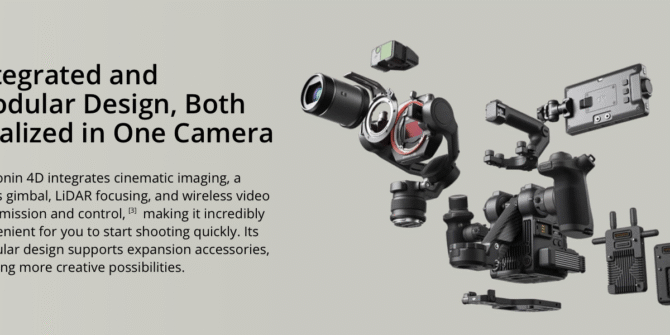 tegrated and
odular Design, Both
alized in One Camera
onin 4D integrates cinematic imaging, a
s gimbal, LiDAR focusing, and wireless video
mission and control, [3] making it incredibly
enient for you to start shooting quickly. Its
ular design supports expansion accessories,
ng more creative possibilities.